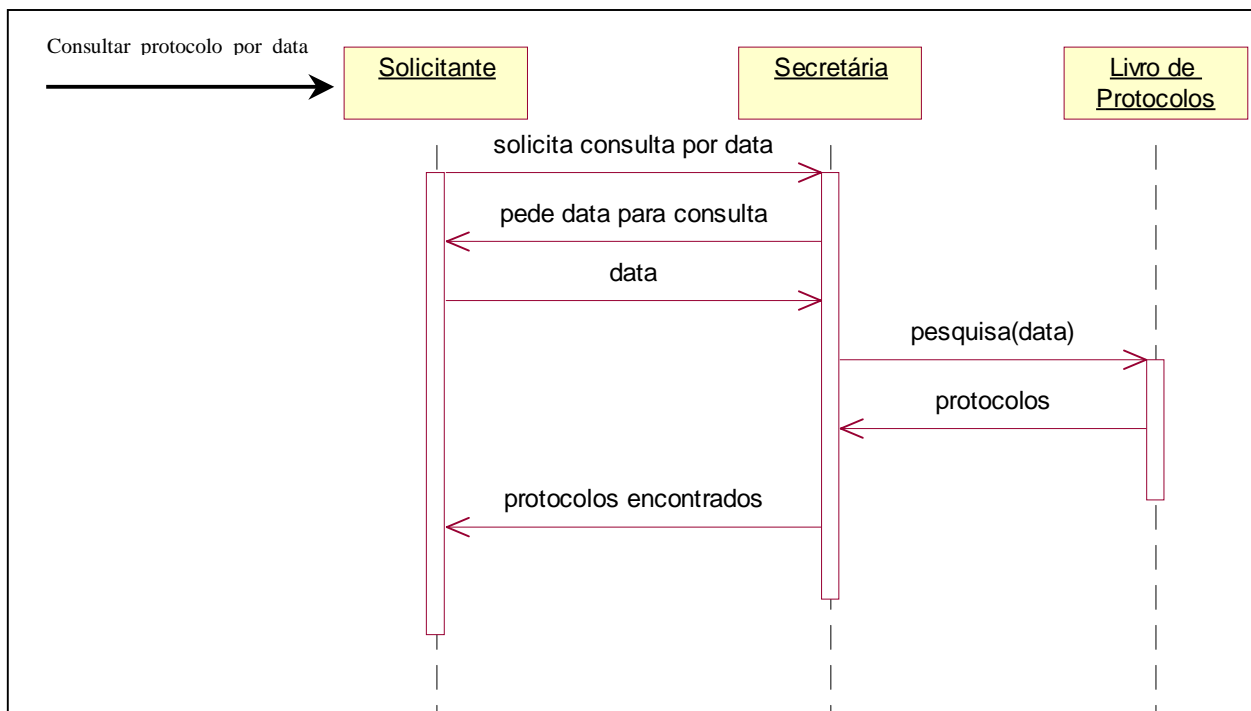 Consultar protocolo por data
Solicitante
Secretária
Livro de
Protocolos
solicita consulta por data
pede data para consulta
data
pesquisa(data)
protocolos
protocolos encontrados